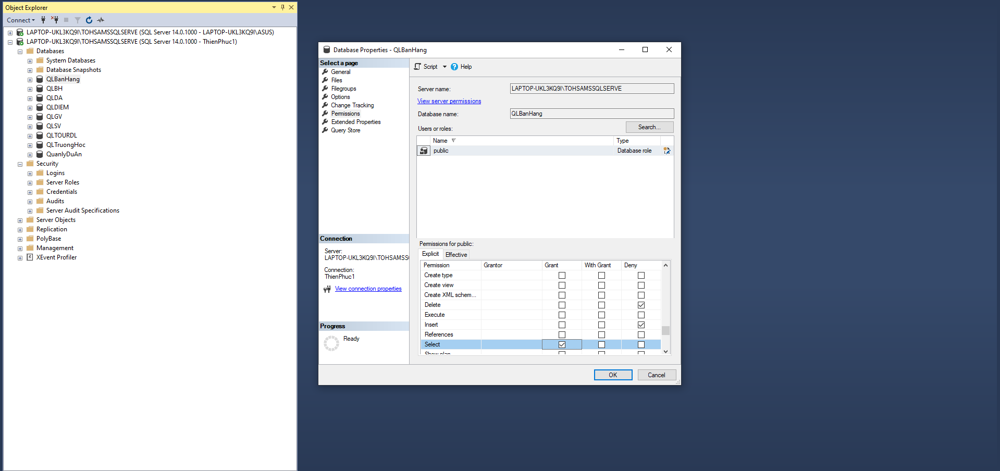 Object Explorer
Connect
LAPTOP-UKL3KQ9I\TOHSAMSSQLSERVE (SQL Server 14.0.1000 - LAPTOP-UKL3KQ9I\ASUS)
LAPTOP-UKL3KQ9I\TOHSAMSSQLSERVE (SQL Server 14.0.1000 - ThienPhuc1)
Databases
System Databases
Database Snapshots
QLBanHang
QLBH
QLDA
QLDIEM
QLGV
QLSV
QLTOURDL
QLTruongHoc
QuanlyDuAn
Security
Logins
Server Roles
Credentials
Audits
Server Audit Specifications
Server Objects
Replication
PolyBase
Management
XEvent Profiler
Database Properties - QLBanHang
Select a page
General
Files
Filegroups
Options
Change Tracking
Permissions
Extended Properties
Query Store
Connection
Server:
LAPTOP-UKL3KQ9I\TOHSAMSSQ
Connection:
ThienPhuc1
View connection properties
Progress
Ready
Script Help
Server name: LAPTOP-UKL3KQ9I\TOHSAMSSQLSERVE
View server permissions
Database name: QLBanHang
Users or roles: Search...
Name Type
public Database role
Permissions for public:
Explicit Effective
Permission Grantor Grant With Grant Deny
Create type
Create view
Create XML schem...
Delete
Execute
Insert
References
Select
Show plan
OK Cancel